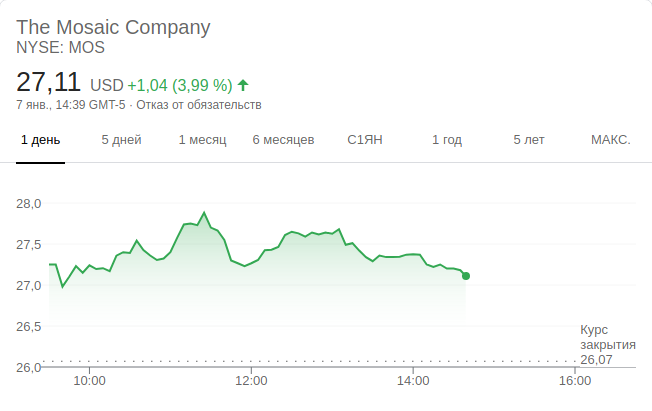 The Mosaic Company
NYSE: MOS
27,11 USD +1,04 (3,99 %)
7 янв., 14:39 GMT-5 · Отказ от обязательств
1 день 5 дней 1 месяц 6 месяцев С1ЯН 1 год 5 лет МАКС.
28,0
27,5
27,0
26,5
26,0
Курс
закрытия
26,07
10:00 12:00 14:00 16:00